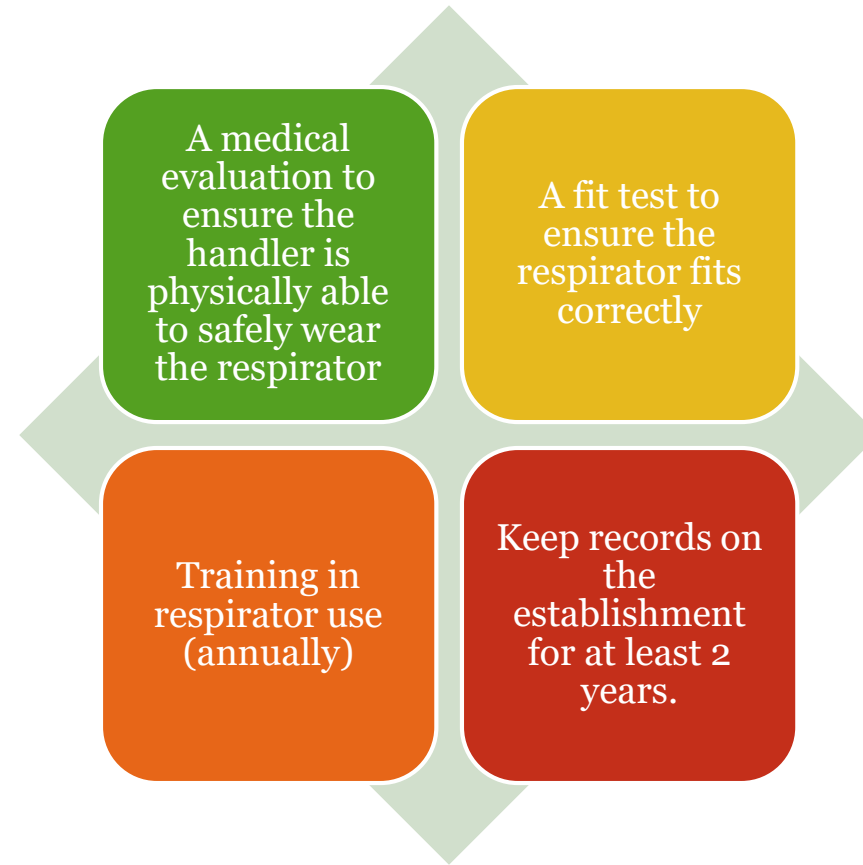 A medical
evaluation to
ensure the
handler is
physically able
to safely wear
the respirator
A fit test to
ensure the
respirator fits
correctly
Training in
respirator use
(annually)
Keep records on
the
establishment
for at least 2
years.